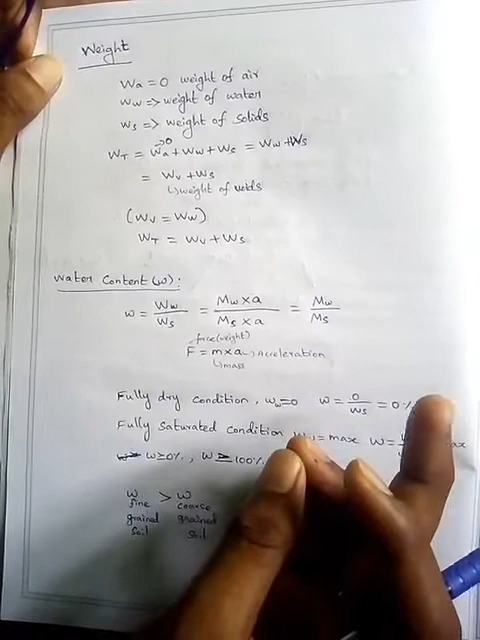 Weight
Wa = 0 weight of air
Ww => weight of water
Ws => weight of solids
WT = Wa→0 + Ww + Ws = Ww + Ws
= Wv + Ws
↳ weight of voids
(Wv = Ww)
WT = Wv + Ws
Water Content (w):
w = Ww/Ws = Mw x a/Ms x a = Mw/Ms
force (weight)
F = m x a → Acceleration
↳ mass
Fully dry condition, Ww = 0 w = 0/Ws = 0%
Fully Saturated condition = max W =
W ≥ 0%, W ≥ 100%
w > w
fine coarse
grained grained
soil soil